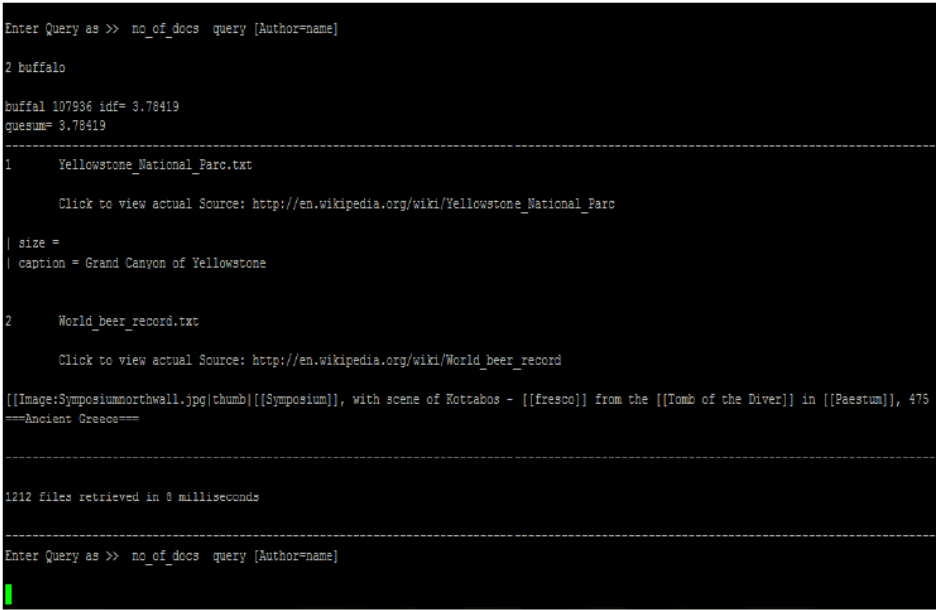 Enter Query as >> no_of_docs query [Author=name]
2 buffalo
buffal 107936 idf= 3.78419
quesum= 3.78419
1 Yellowstone_National_Parc.txt
Click to view actual Source: http://en.wikipedia.org/wiki/Yellowstone_National_Parc
| size =
| caption = Grand Canyon of Yellowstone
2 World_beer_record.txt
Click to view actual Source: http://en.wikipedia.org/wiki/World_beer_record
[[Image:Symposiumnorthwall.jpg|thumb|[[Symposium]], with scene of Kottabos - [[fresco]] from the [[Tomb of the Diver]] in [[Paestum]], 475
===Ancient Greece===
1212 files retrieved in 8 milliseconds
Enter Query as >> no_of_docs query [Author=name]